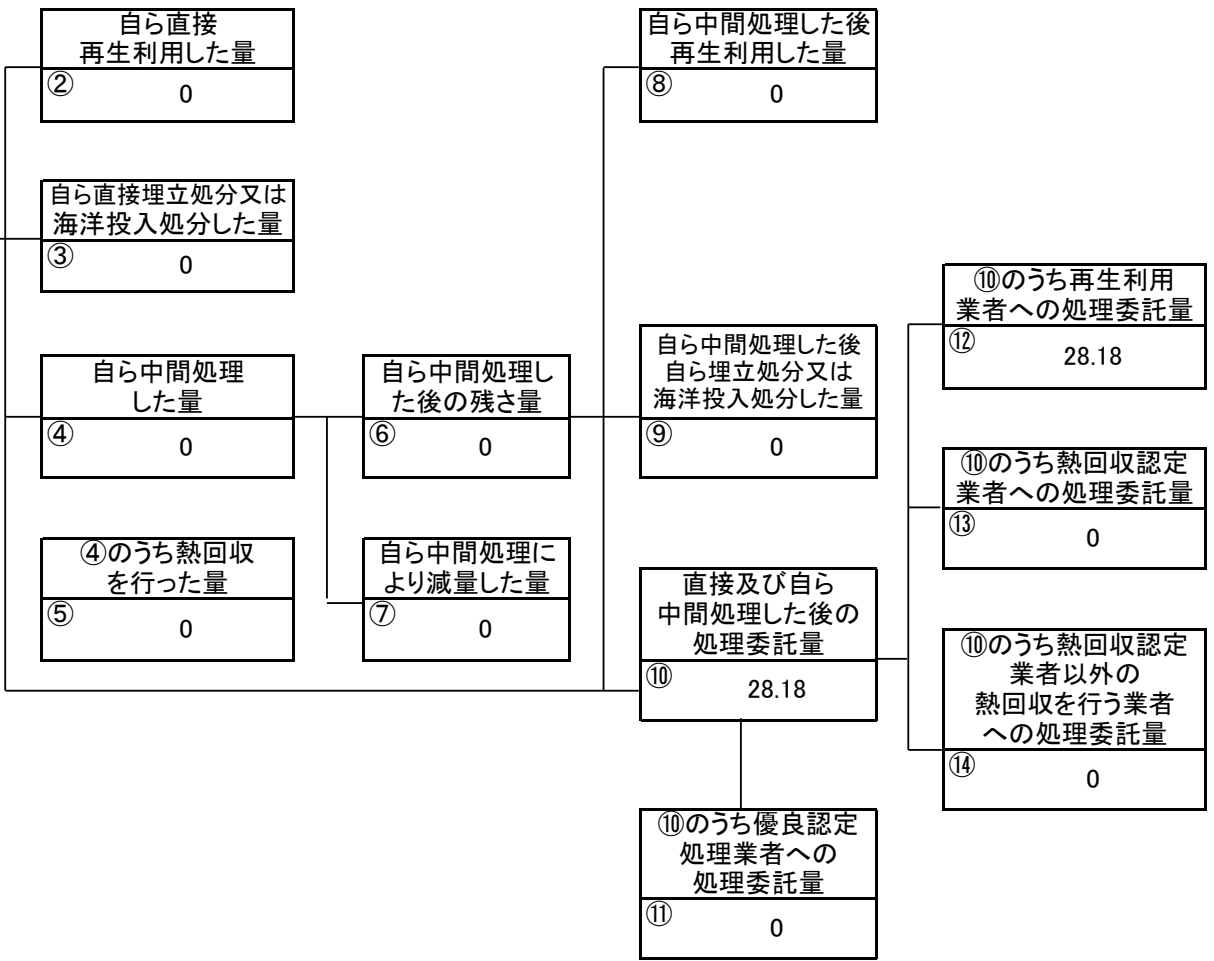 自ら直接
再生利用した量
②
0
自ら直接埋立処分又は
海洋投入処分した量
③
0
自ら中間処理
した量
④
0
④のうち熱回収
を行った量
⑤
0
自ら中間処理し
た後の残さ量
⑥
0
自ら中間処理に
より減量した量
⑦
0
自ら中間処理した後
再生利用した量
⑧
0
自ら中間処理した後
自ら埋立処分又は
海洋投入処分した量
⑨
0
直接及び自ら
中間処理した後の
処理委託量
⑩
28.18
⑩のうち優良認定
処理業者への
処理委託量
⑪
0
⑩のうち再生利用
業者への処理委託量
⑫
28.18
⑩のうち熱回収認定
業者への処理委託量
⑬
0
⑩のうち熱回収認定
業者以外の
熱回収を行う業者
への処理委託量
⑭
0